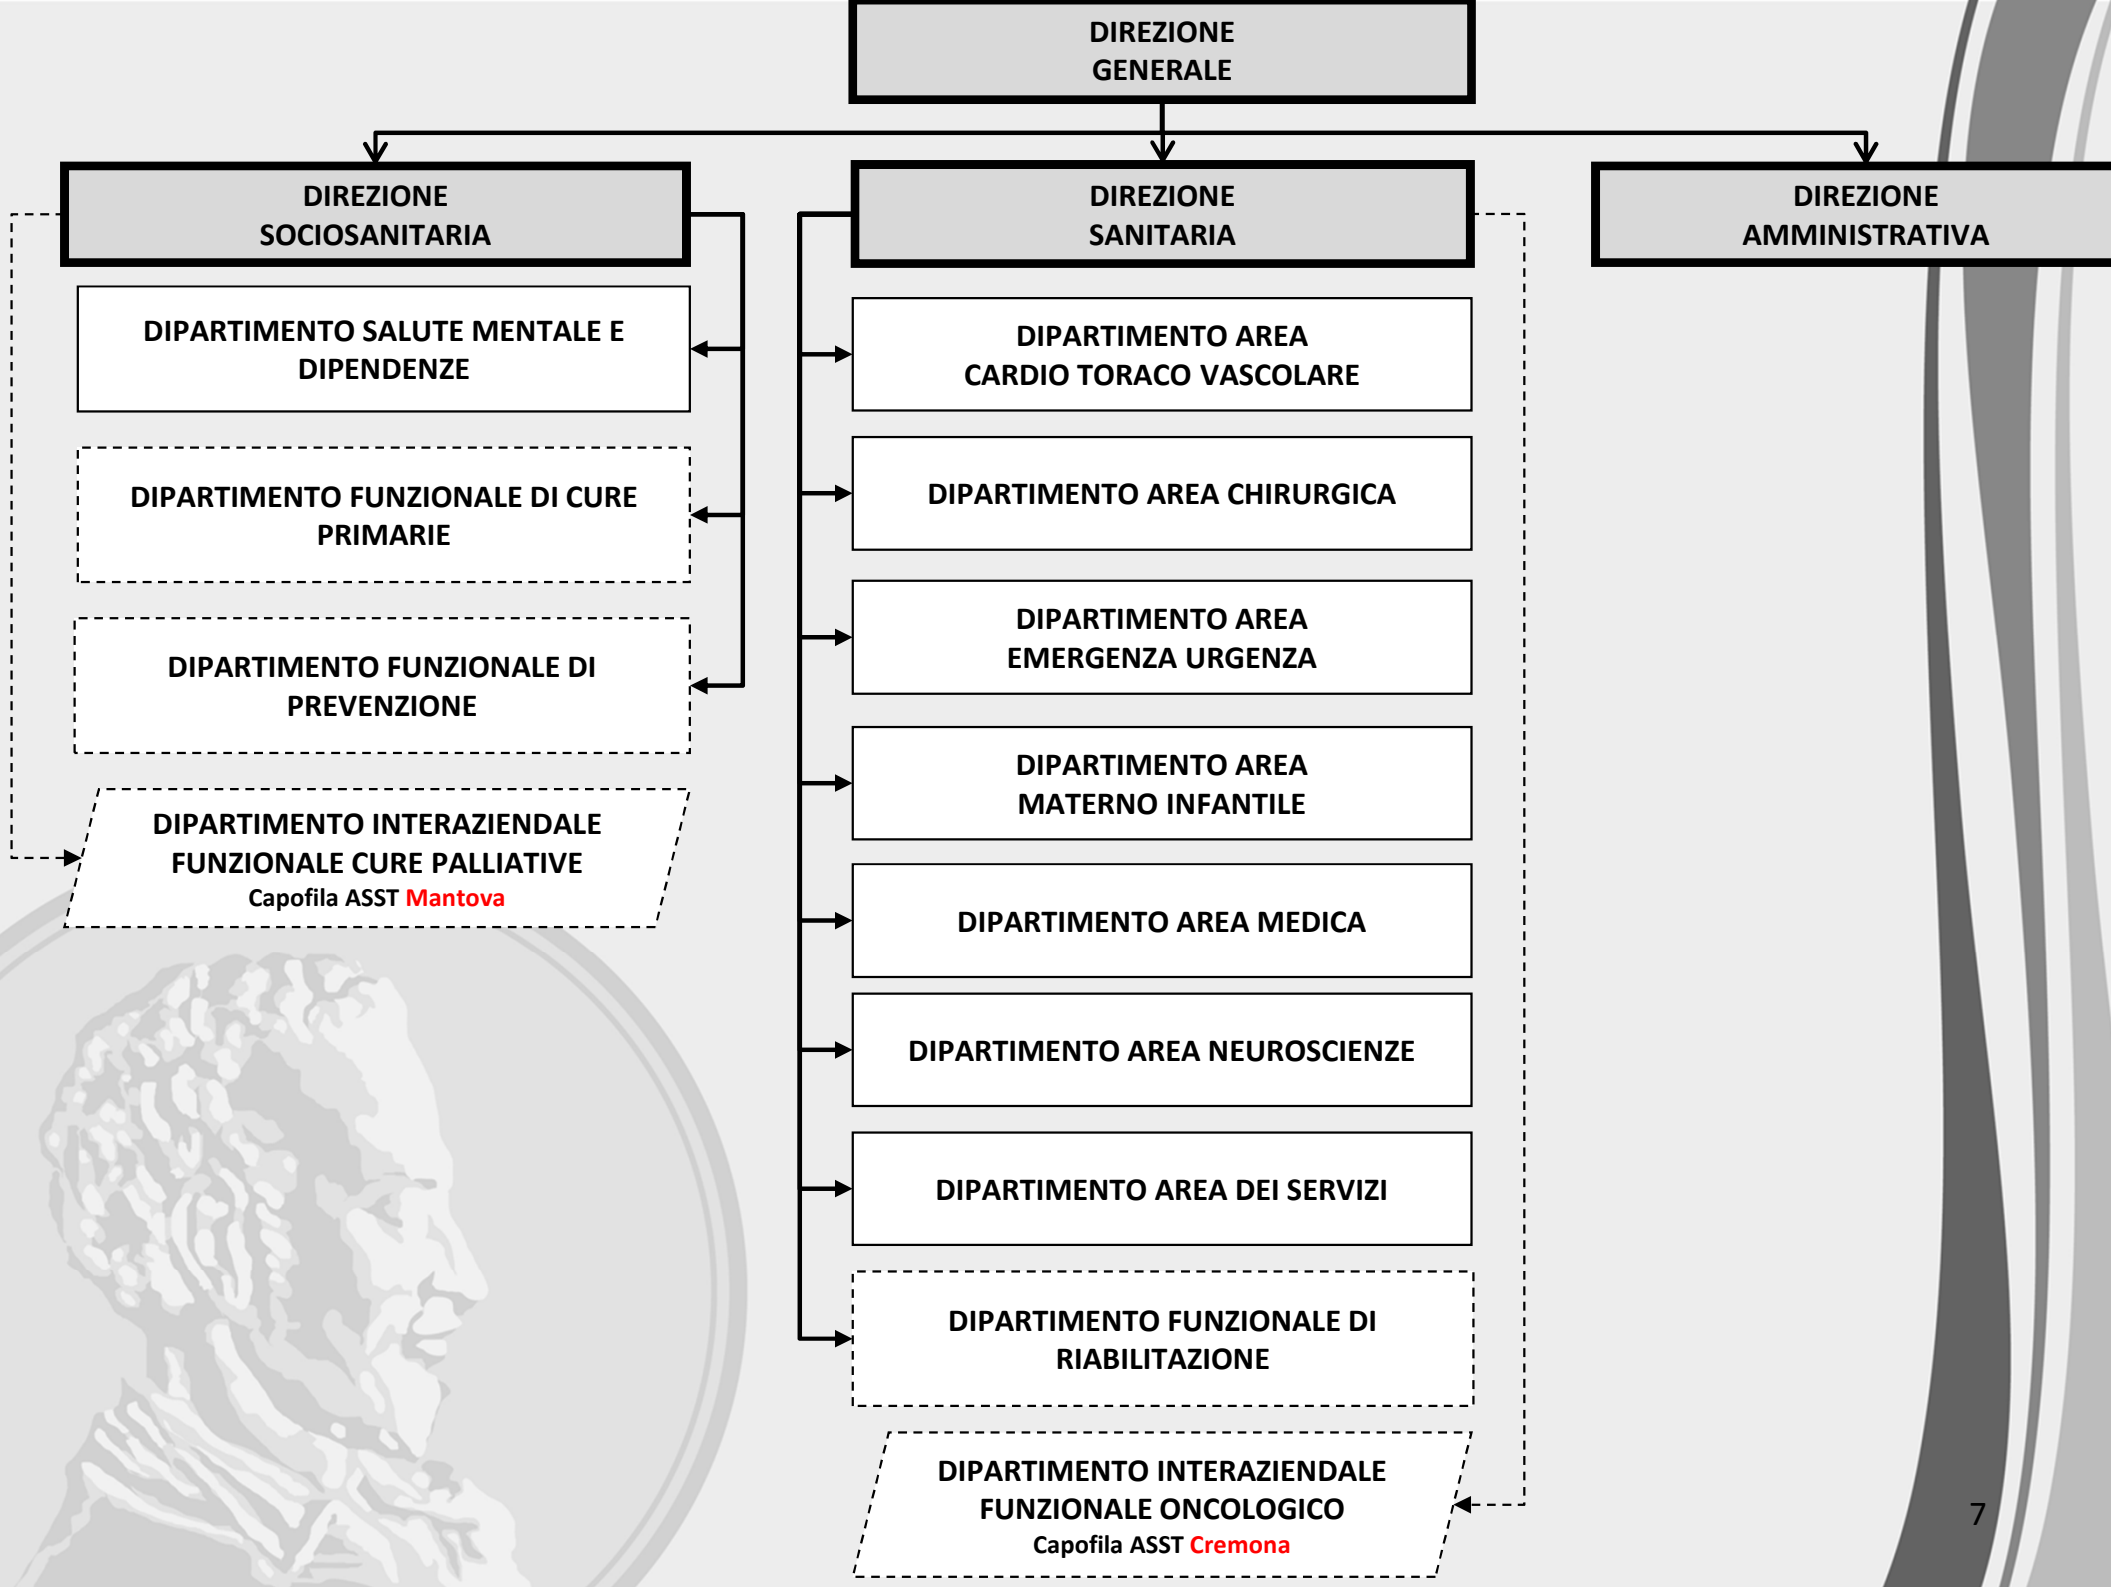 DIREZIONE
GENERALE
DIREZIONE
SOCIOSANITARIA
DIREZIONE
SANITARIA
DIREZIONE
AMMINISTRATIVA
DIPARTIMENTO SALUTE MENTALE E
DIPENDENZE
DIPARTIMENTO FUNZIONALE DI CURE
PRIMARIE
DIPARTIMENTO FUNZIONALE DI
PREVENZIONE
DIPARTIMENTO INTERAZIENDALE
FUNZIONALE CURE PALLIATIVE
Capofila ASST Mantova
DIPARTIMENTO AREA
CARDIO TORACO VASCOLARE
DIPARTIMENTO AREA CHIRURGICA
DIPARTIMENTO AREA
EMERGENZA URGENZA
DIPARTIMENTO AREA
MATERNO INFANTILE
DIPARTIMENTO AREA MEDICA
DIPARTIMENTO AREA NEUROSCIENZE
DIPARTIMENTO AREA DEI SERVIZI
DIPARTIMENTO FUNZIONALE DI
RIABILITAZIONE
DIPARTIMENTO INTERAZIENDALE
FUNZIONALE ONCOLOGICO
Capofila ASST Cremona
7